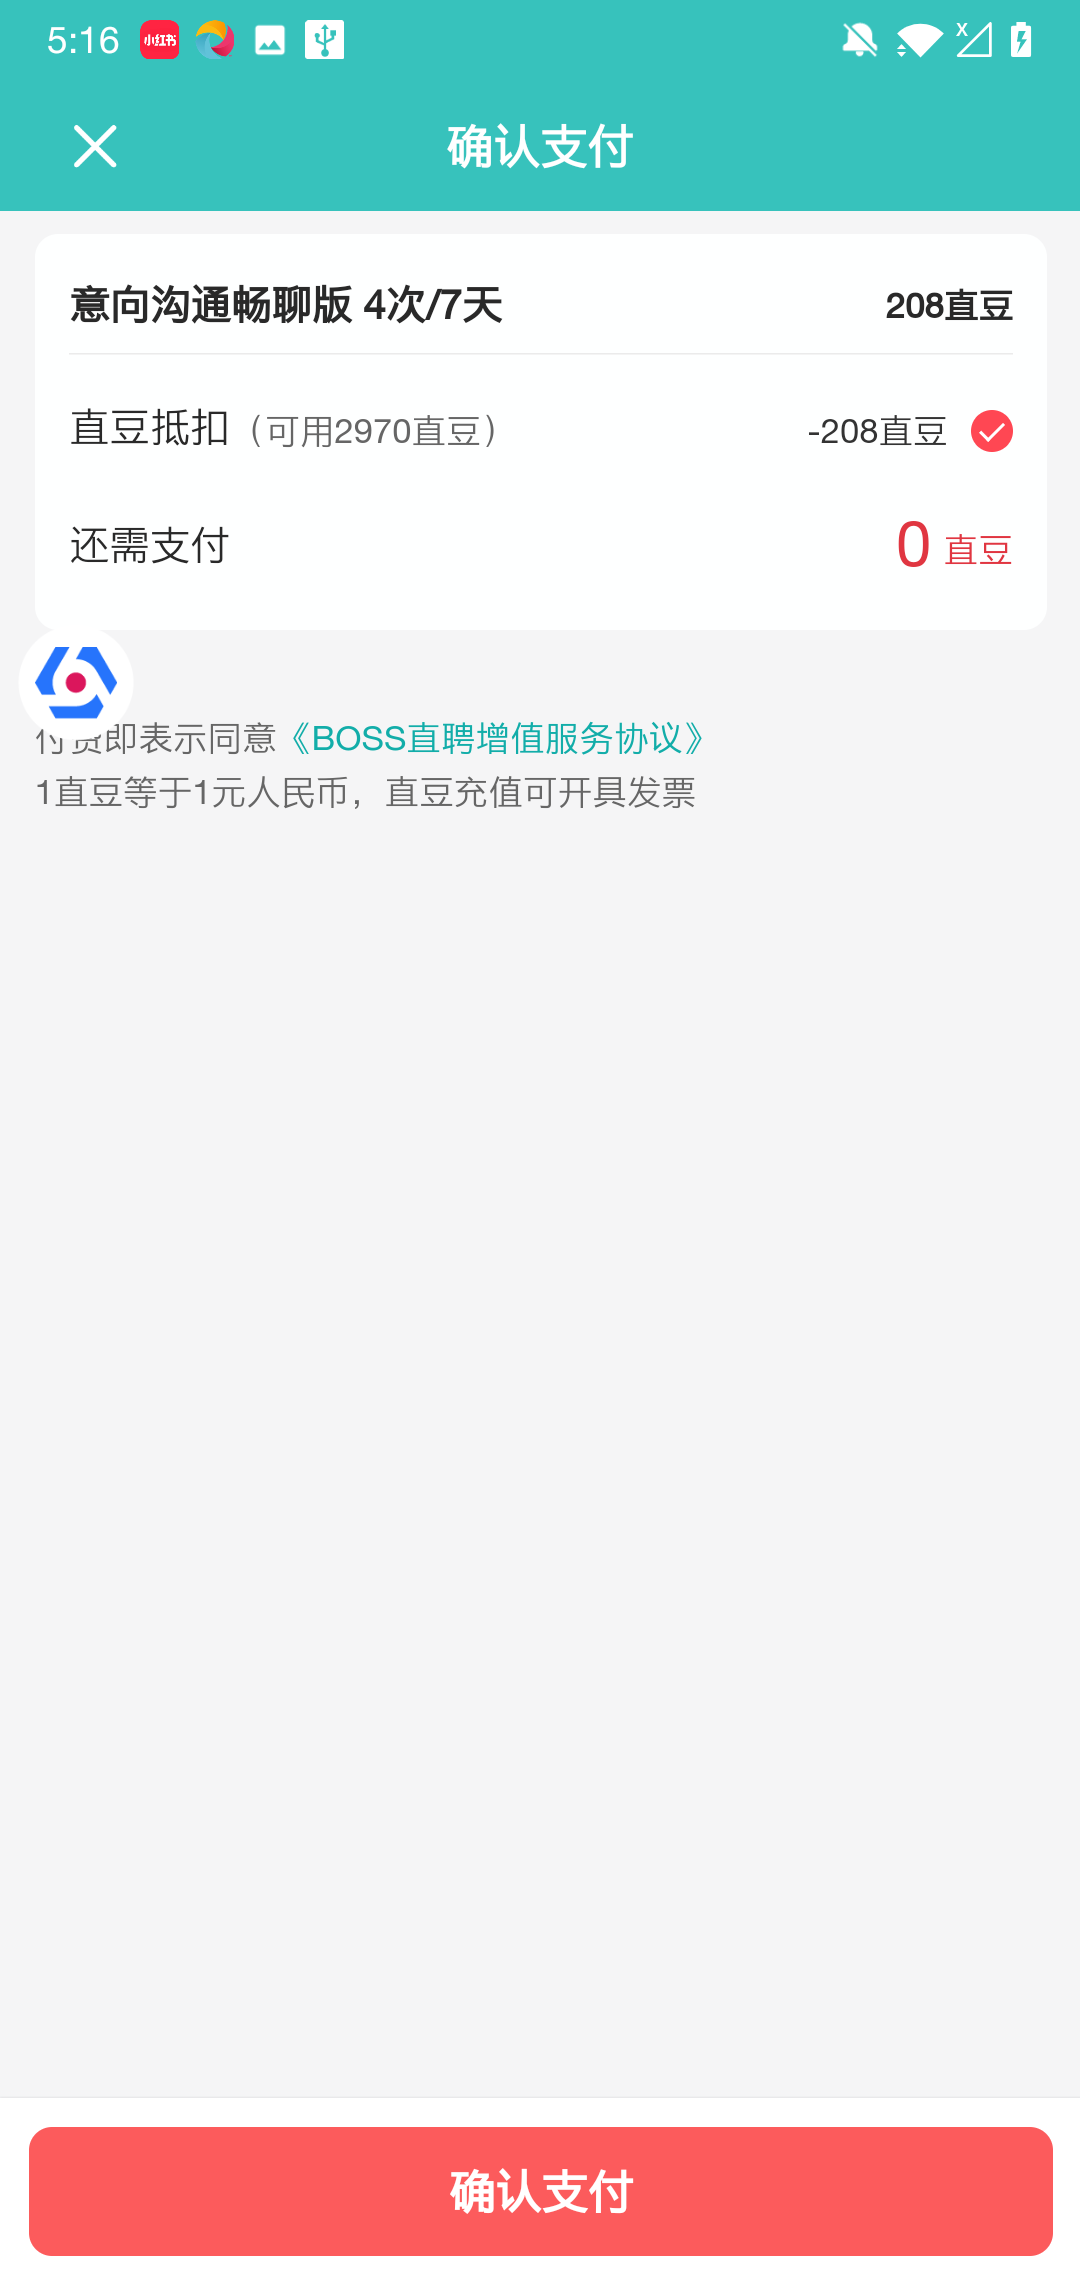 5:16 小红书
确认支付
意向沟通畅聊版 4次/7天 208直豆
直豆抵扣（可用2970直豆） -208直豆
还需支付 0 直豆
付费即表示同意《BOSS直聘增值服务协议》
1直豆等于1元人民币，直豆充值可开具发票
确认支付